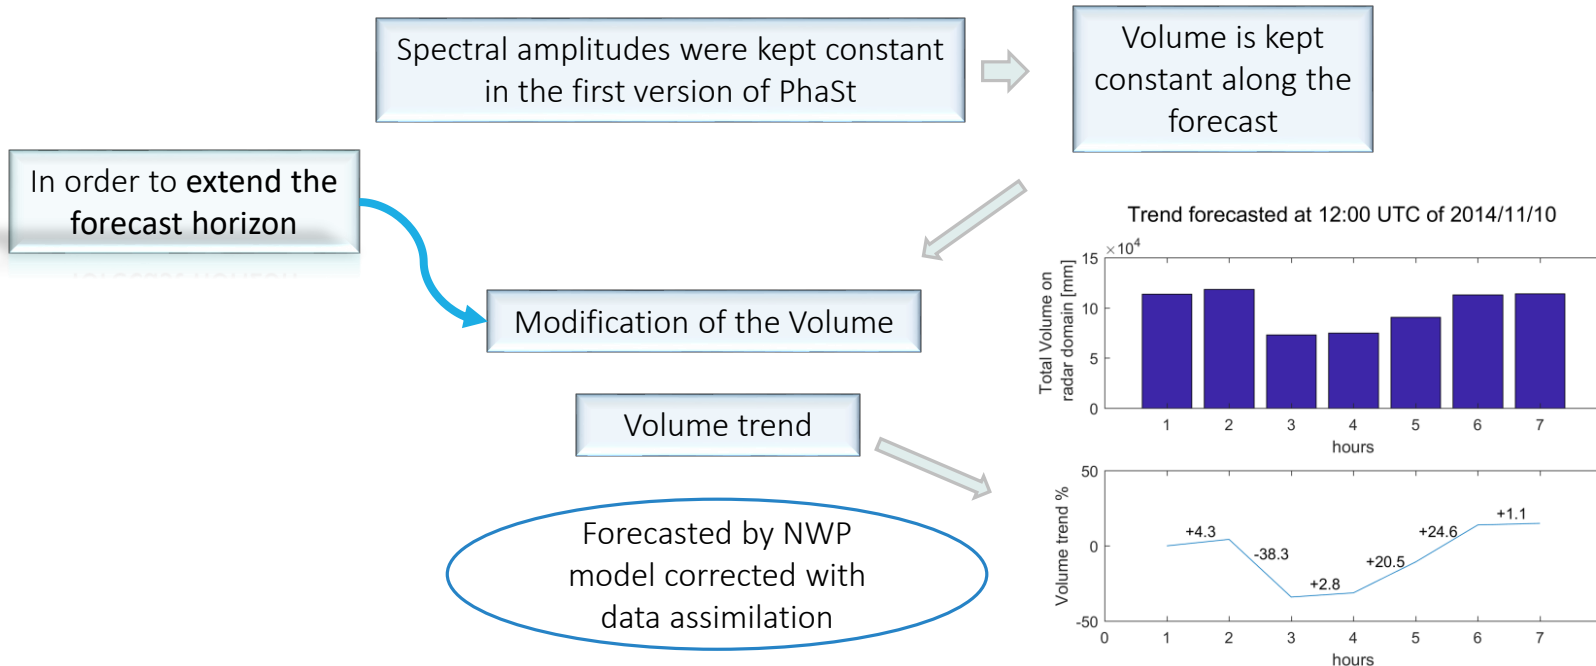 Spectral amplitudes were kept constant
in the first version of PhaSt
Volume is kept
constant along the
forecast
In order to extend the
forecast horizon
Modification of the Volume
Volume trend
Forecasted by NWP
model corrected with
data assimilation
Trend forecasted at 12:00 UTC of 2014/11/10
×10⁴
Total Volume on
radar domain [mm]
15
10
5
0
1 2 3 4 5 6 7
hours
Volume trend %
50
0
-50
+4.3
-38.3
+2.8
+20.5
+24.6
+1.1
0 1 2 3 4 5 6 7
hours